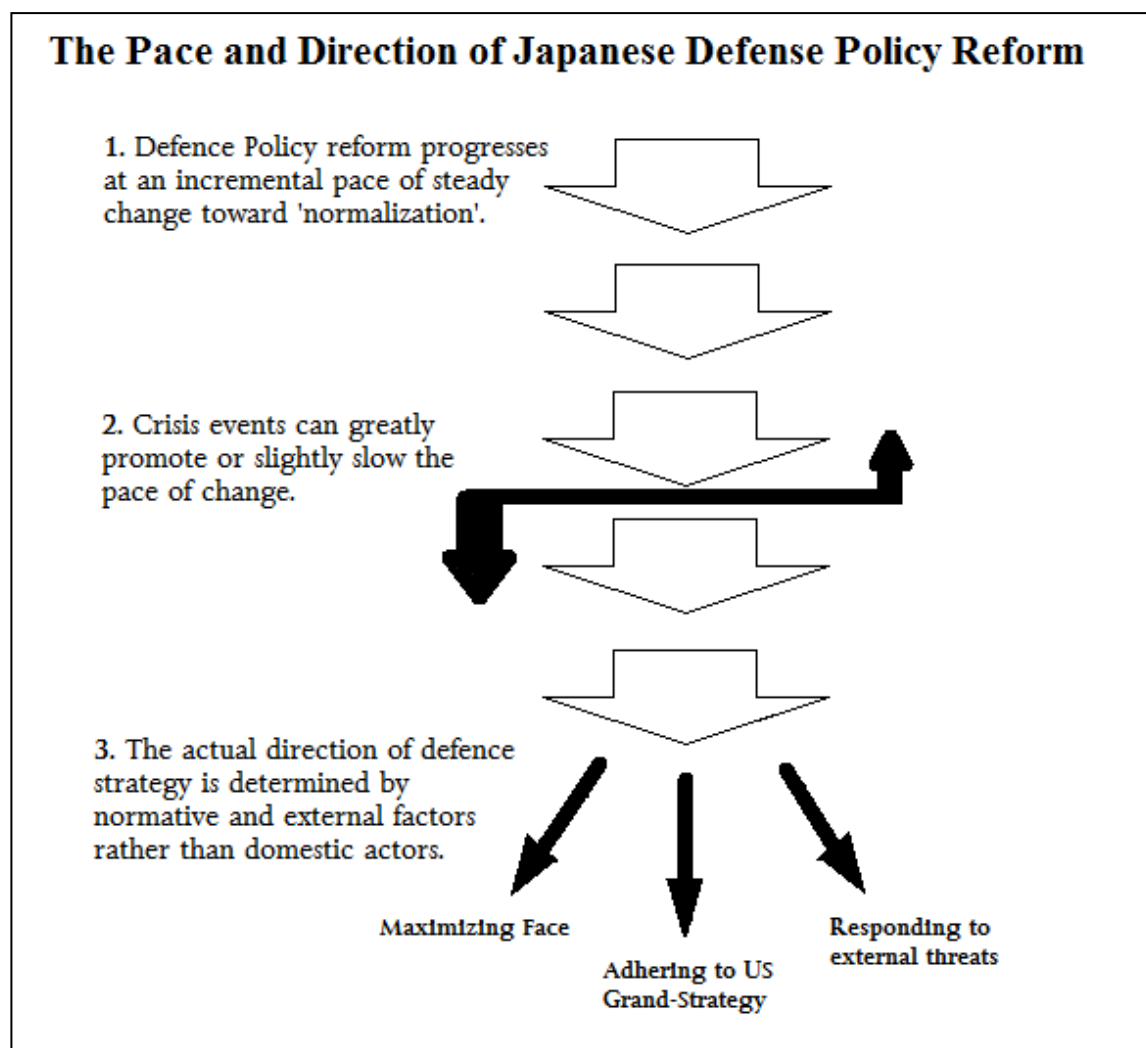 The Pace and Direction of Japanese Defense Policy Reform
1. Defence Policy reform progresses
at an incremental pace of steady
change toward 'normalization'.
2. Crisis events can greatly
promote or slightly slow the
pace of change.
3. The actual direction of defence
strategy is determined by
normative and external factors
rather than domestic actors.
Maximizing Face
Adhering to US
Grand-Strategy
Responding to
external threats